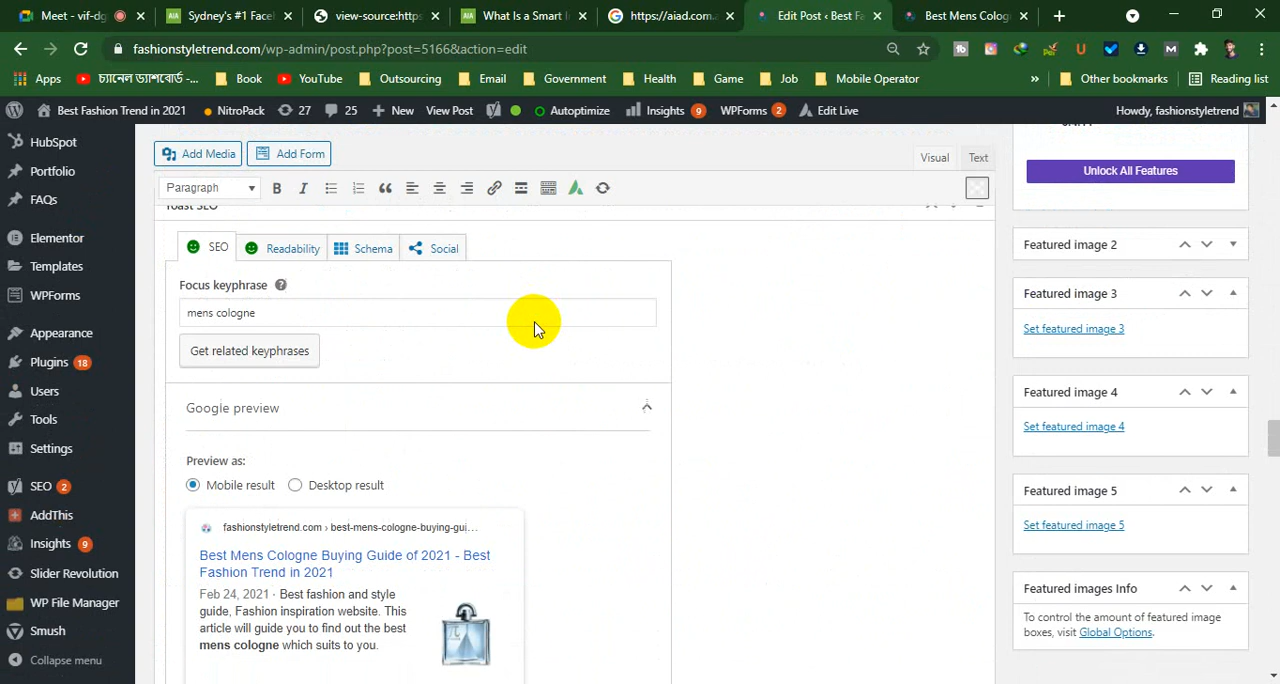 Meet - vif-dg
Sydney's #1 Face
view-source:https
What Is a Smart I
https://aiad.com.a
Edit Post ‹ Best F
Best Mens Colog
fashionstyletrend.com/wp-admin/post.php?post=5166&action=edit
Apps
চ্যানেল ড্যাশবোর্ড -...
Book
YouTube
Outsourcing
Email
Government
Health
Game
Job
Mobile Operator
»
Other bookmarks
Reading list
Best Fashion Trend in 2021
NitroPack
27
25
New
View Post
Autoptimize
Insights 9
WPForms 2
Edit Live
Howdy, fashionstyletrend
HubSpot
Portfolio
FAQs
Elementor
Templates
WPForms
Appearance
Plugins 18
Users
Tools
Settings
SEO 2
AddThis
Insights 9
Slider Revolution
WP File Manager
Smush
Collapse menu
Add Media
Add Form
Visual
Text
Paragraph
Yoast SEO
SEO
Readability
Schema
Social
Focus keyphrase
mens cologne
Get related keyphrases
Google preview
Preview as:
Mobile result
Desktop result
fashionstyletrend.com › best-mens-cologne-buying-gui...
Best Mens Cologne Buying Guide of 2021 - Best
Fashion Trend in 2021
Feb 24, 2021 · Best fashion and style
guide, Fashion inspiration website. This
article will guide you to find out the best
mens cologne which suits to you.
Unlock All Features
Featured image 2
Featured image 3
Set featured image 3
Featured image 4
Set featured image 4
Featured image 5
Set featured image 5
Featured images Info
To control the amount of featured image
boxes, visit Global Options.